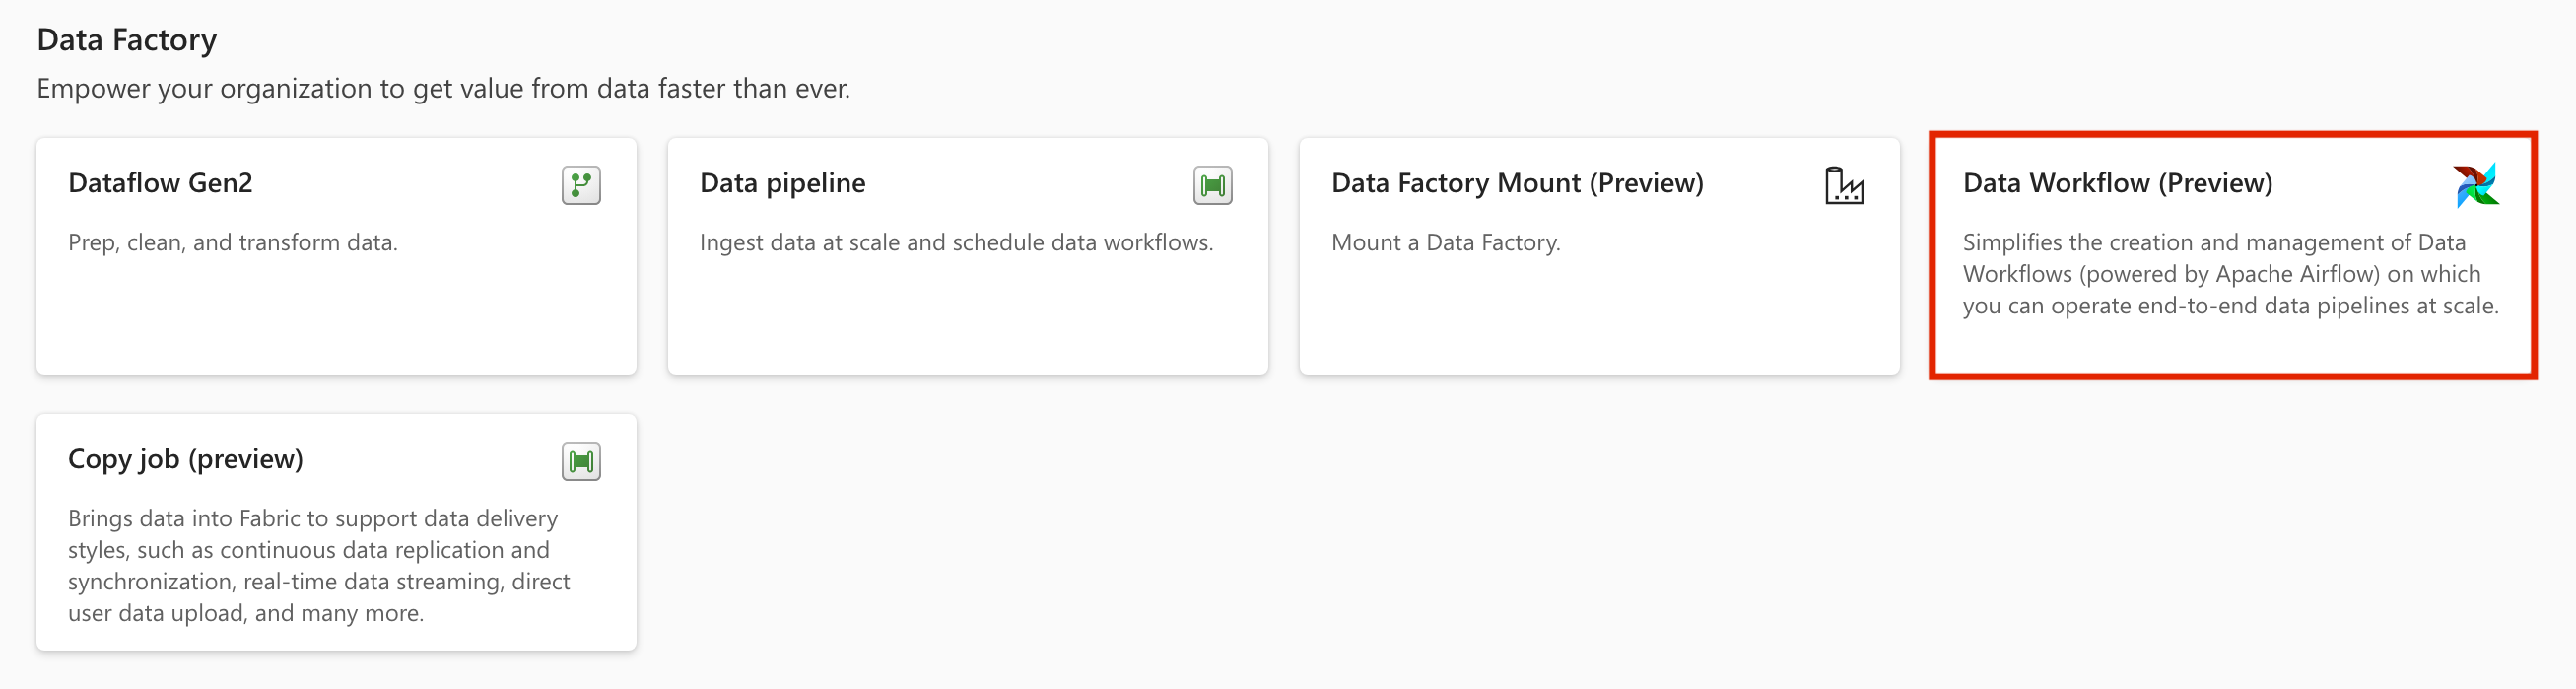 Data Factory
Empower your organization to get value from data faster than ever.
Dataflow Gen2
Prep, clean, and transform data.
Data pipeline
Ingest data at scale and schedule data workflows.
Data Factory Mount (Preview)
Mount a Data Factory.
Data Workflow (Preview)
Simplifies the creation and management of Data
Workflows (powered by Apache Airflow) on which
you can operate end-to-end data pipelines at scale.
Copy job (preview)
Brings data into Fabric to support data delivery
styles, such as continuous data replication and
synchronization, real-time data streaming, direct
user data upload, and many more.